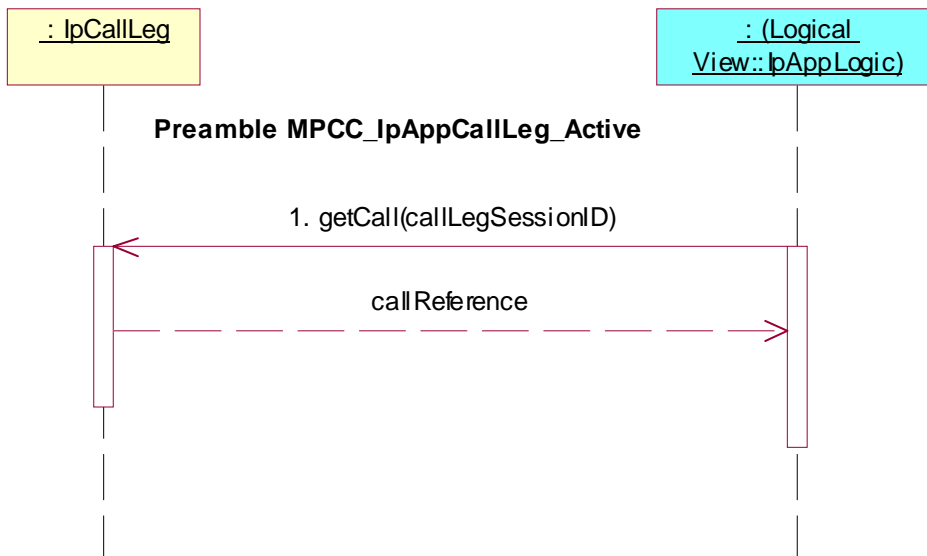 : IpCallLeg
: (Logical
View::IpAppLogic)
Preamble MPCC_IpAppCallLeg_Active
1. getCall(callLegSessionID)
callReference